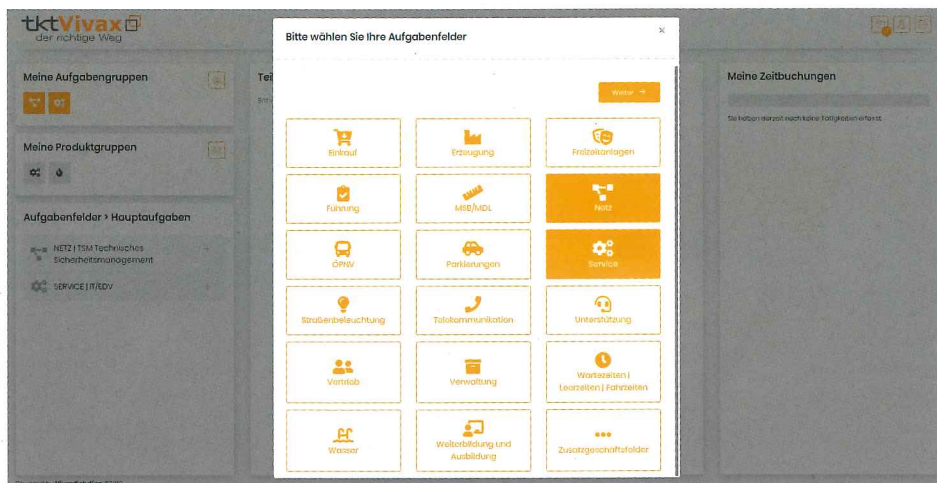 tktVivax
der richtige Weg
Meine Aufgabengruppen
Meine Produktgruppen
Aufgabenfelder > Hauptaufgaben
NETZ | TSM Technisches
Sicherheitsmanagement
SERVICE | IT/EDV
Teil
Bitte wählen Sie Ihre Aufgabenfelder
×
Weiter →
Einkauf
Erzeugung
Freizeitanlagen
Führung
MSB/MDL
Netz
ÖPNV
Parkierungen
Service
Straßenbeleuchtung
Telekommunikation
Unterstützung
Vertrieb
Verwaltung
Wartezeiten |
Leerzeiten | Fahrzeiten
Wasser
Weiterbildung und
Ausbildung
Zusatzgeschäftsfelder
Meine Zeitbuchungen
Sie haben derzeit noch keine Tätigkeiten erfasst